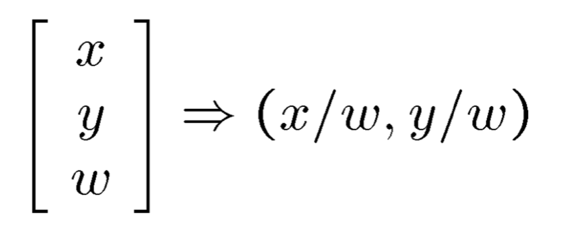 x
y ⇒ (x/w, y/w)
w